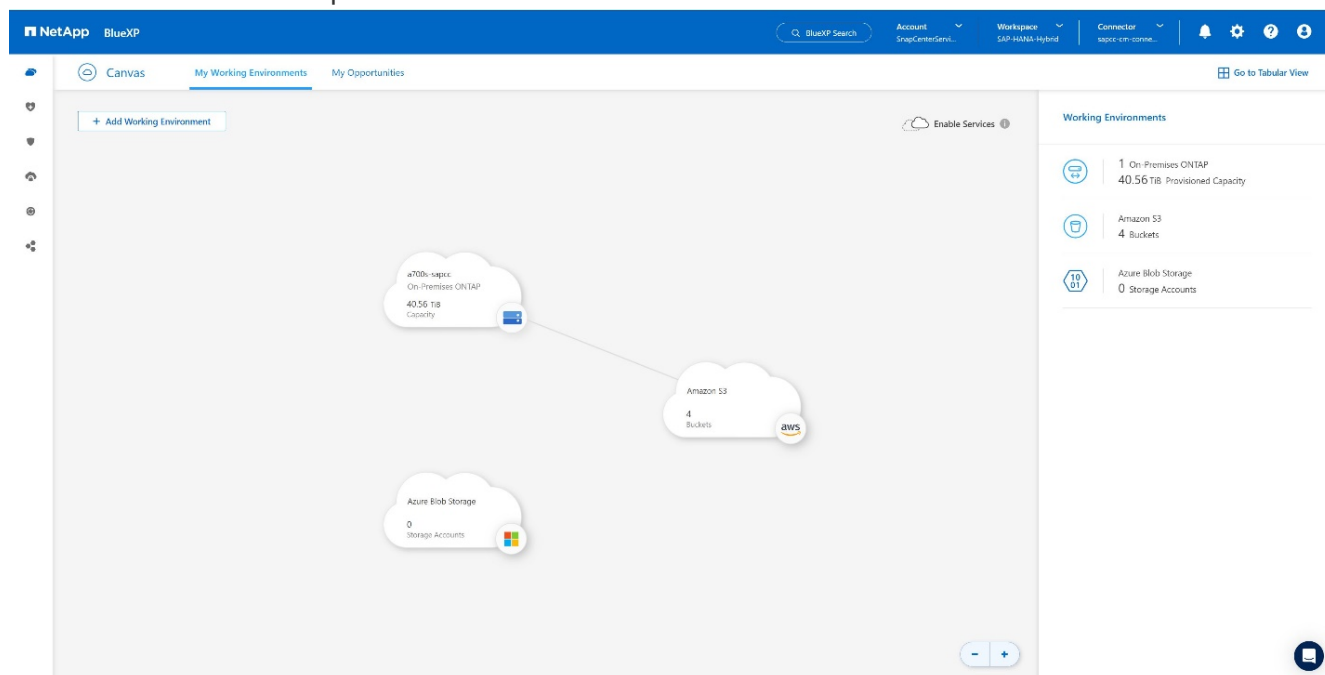 NetApp BlueXP
BlueXP Search
Account
SnapCenterServi...
Workspace
SAP-HANA-Hybrid
Connector
sapcc-cm-conne...
Canvas
My Working Environments
My Opportunities
Go to Tabular View
+ Add Working Environment
Enable Services
Working Environments
1 On-Premises ONTAP
40.56 TiB Provisioned Capacity
Amazon S3
4 Buckets
10
01
Azure Blob Storage
0 Storage Accounts
a700s-sapcc
On-Premises ONTAP
40.56 TiB
Capacity
Amazon S3
4
Buckets
aws
Azure Blob Storage
0
Storage Accounts
- +